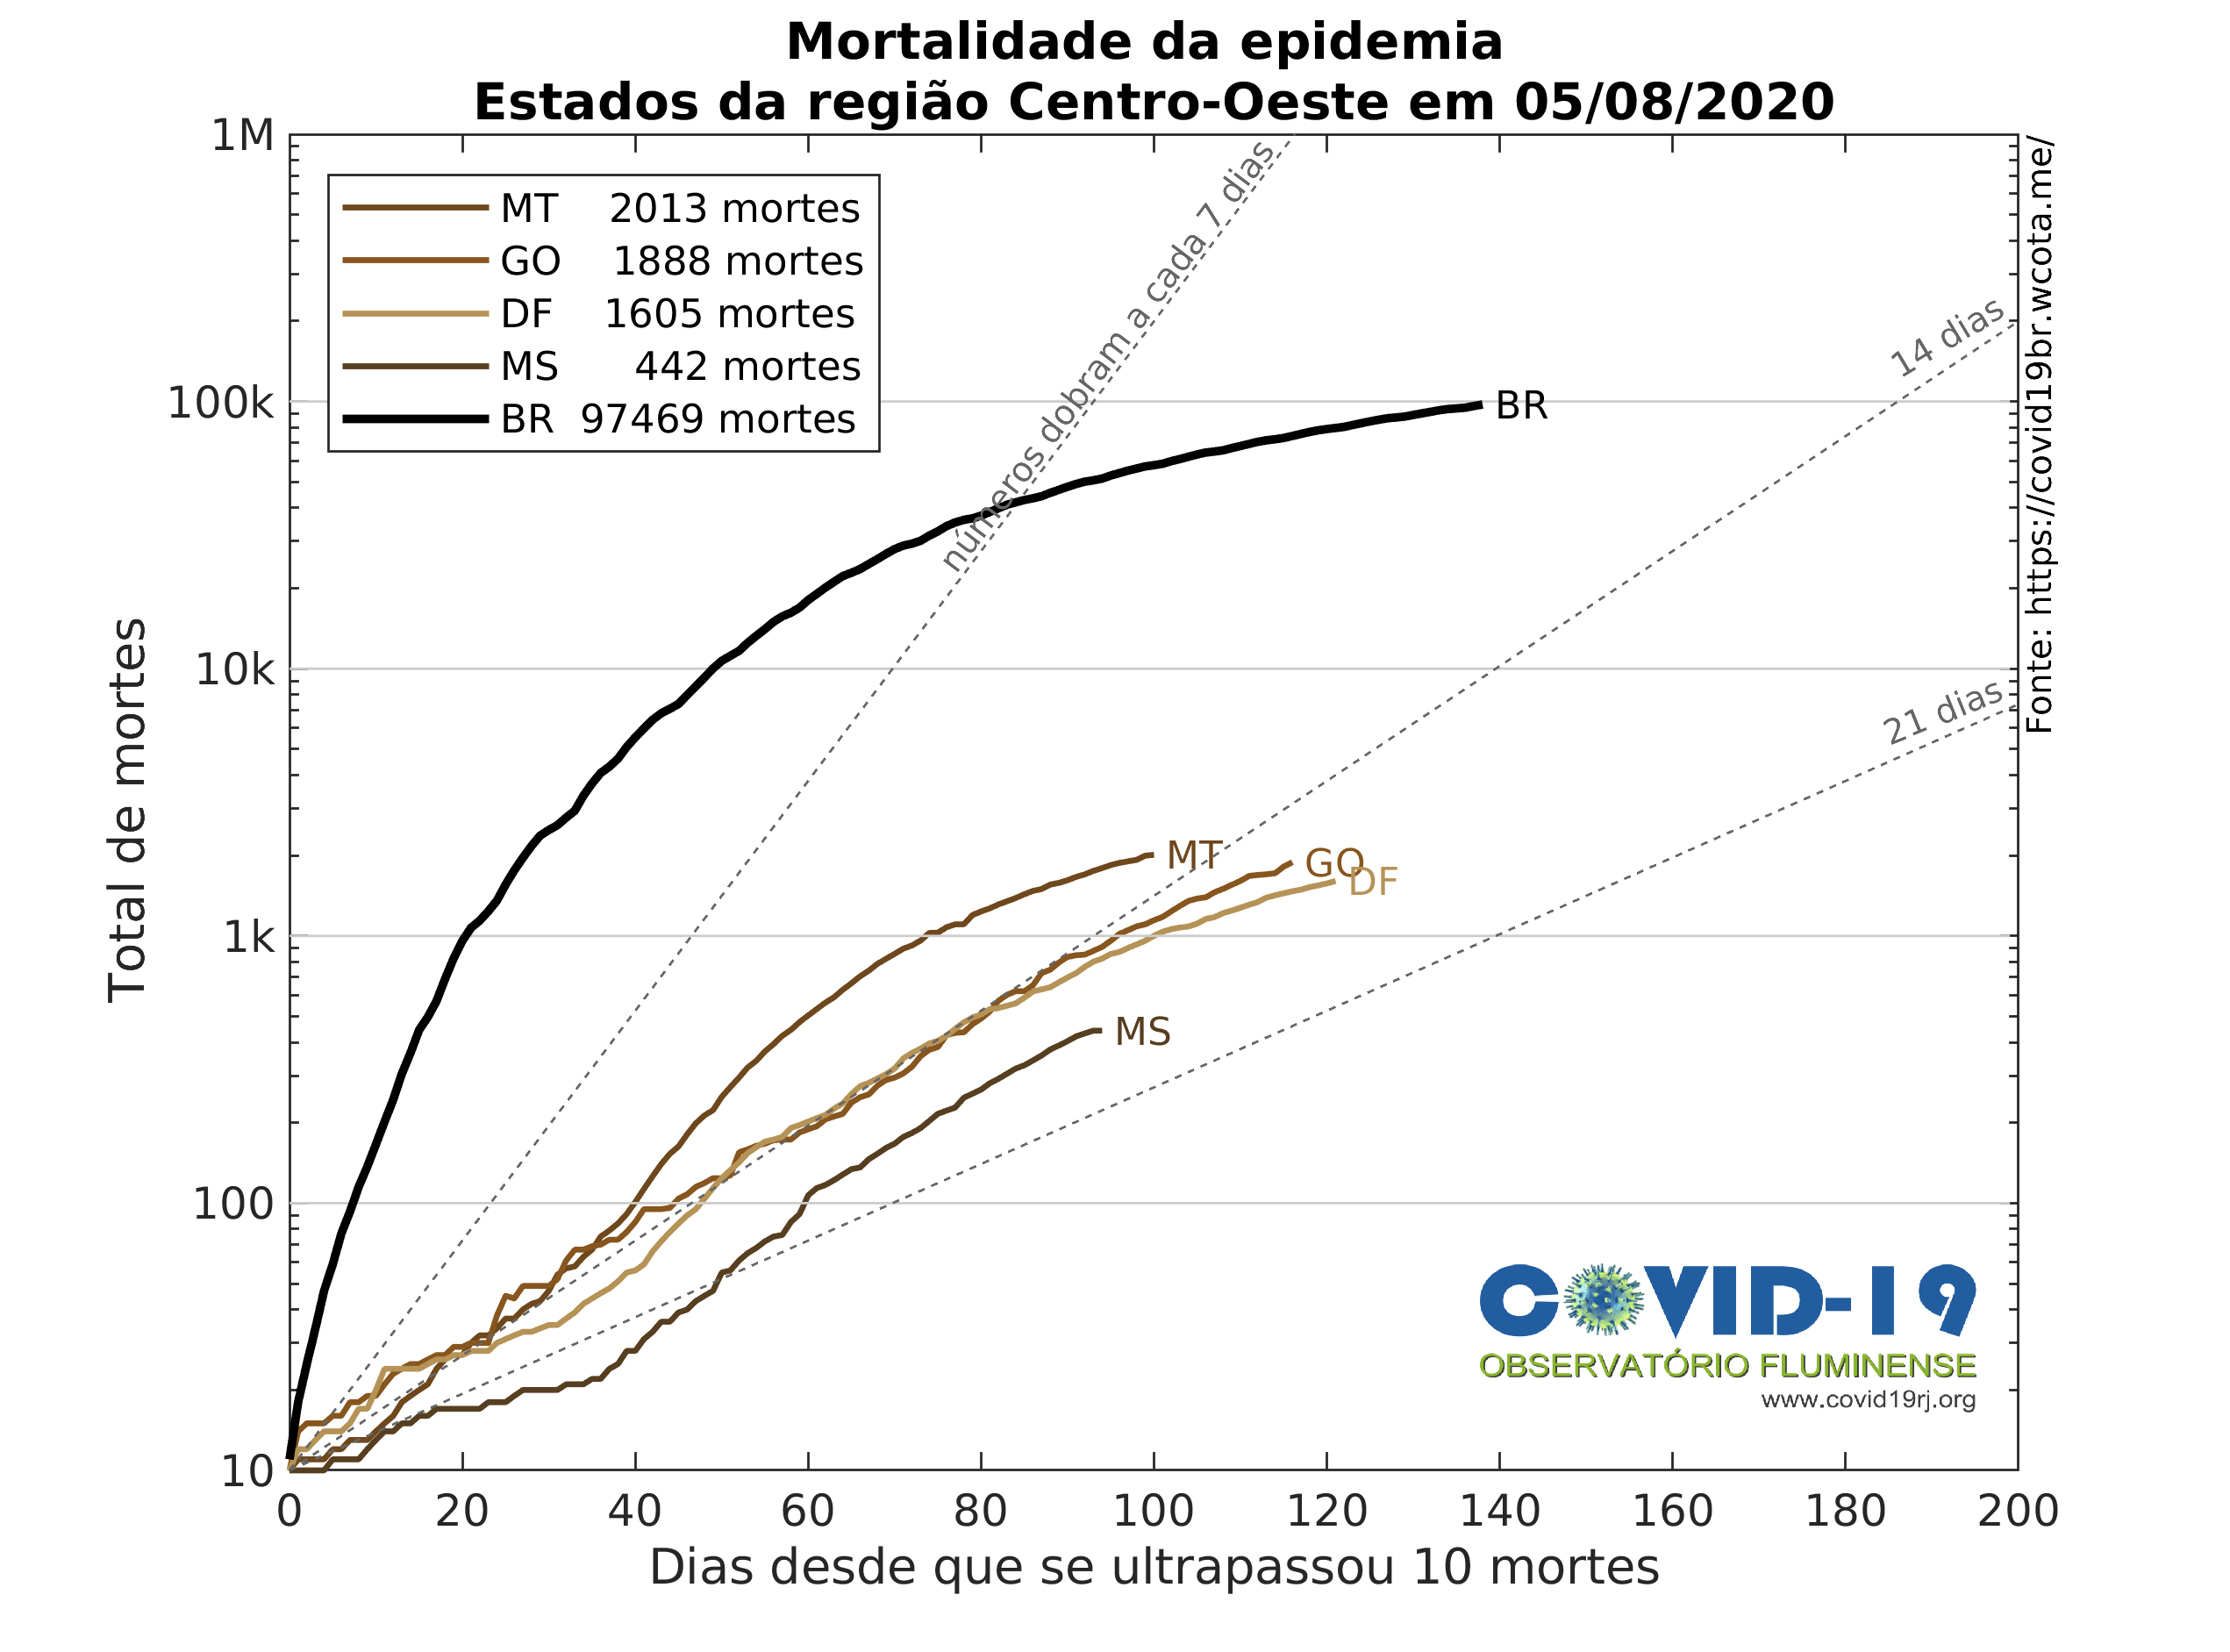 Mortalidade da epidemia
Estados da região Centro-Oeste em 05/08/2020
MT 2013 mortes
GO 1888 mortes
DF 1605 mortes
MS 442 mortes
BR 97469 mortes
1M
100k
10k
1k
100
10
Total de mortes
números dobram a cada 7 dias
14 dias
21 dias
BR
MT
GO
DF
MS
Fonte: https://covid19br.wcota.me/
COVID-19
OBSERVATÓRIO FLUMINENSE
www.covid19rj.org
0 20 40 60 80 100 120 140 160 180 200
Dias desde que se ultrapassou 10 mortes